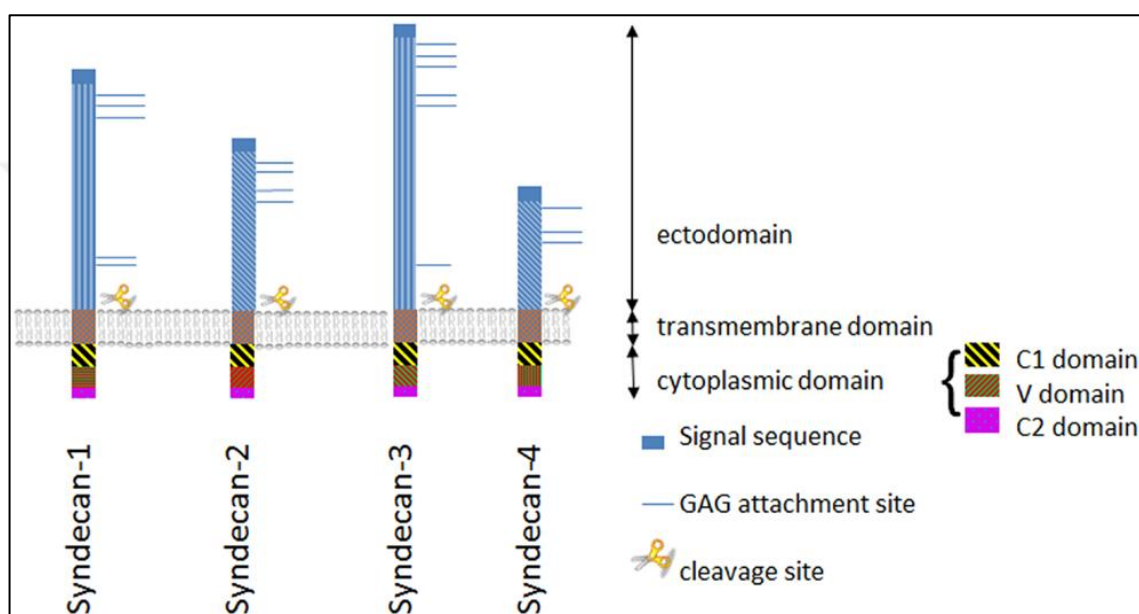 ectodomain
transmembrane domain
cytoplasmic domain
C1 domain
V domain
C2 domain
Signal sequence
GAG attachment site
cleavage site
Syndecan-1
Syndecan-2
Syndecan-3
Syndecan-4